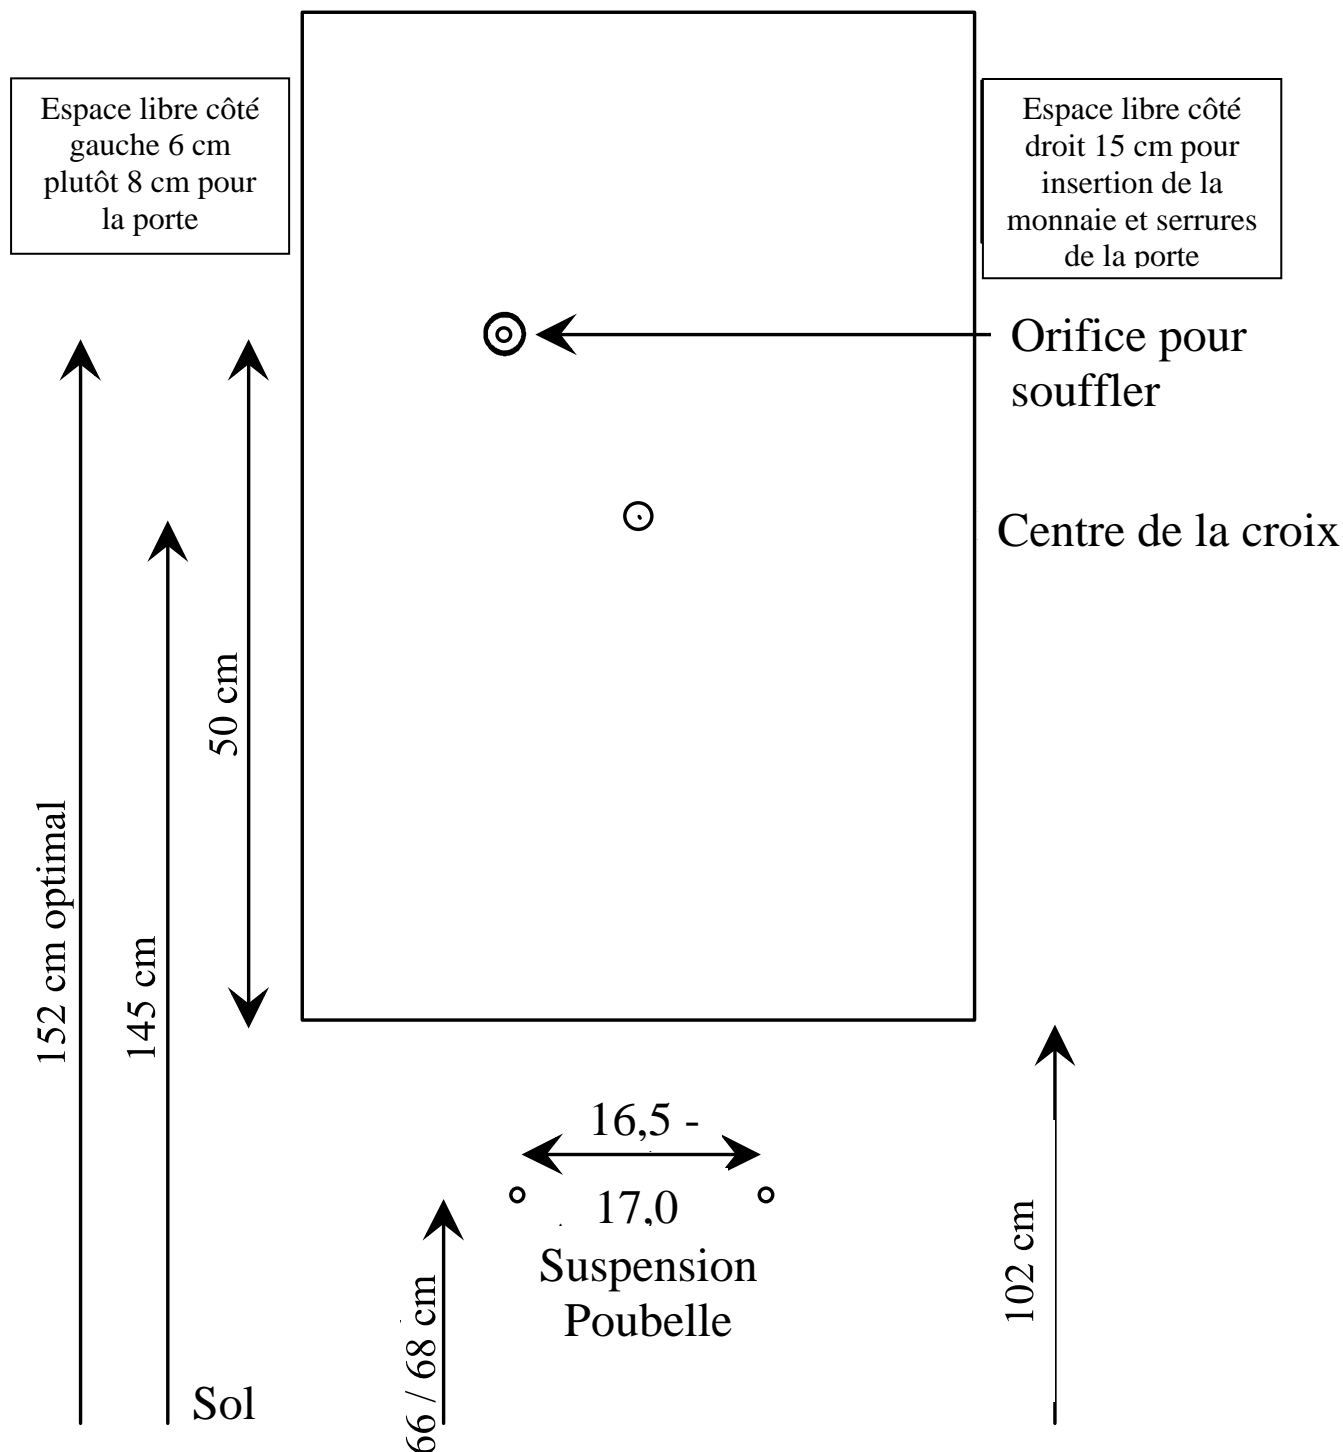 Espace libre côté
gauche 6 cm
plutôt 8 cm pour
la porte
Espace libre côté
droit 15 cm pour
insertion de la
monnaie et serrures
de la porte
Orifice pour
souffler
Centre de la croix
50 cm
152 cm optimal
145 cm
16,5 -
17,0
Suspension
Poubelle
102 cm
66 / 68 cm
Sol